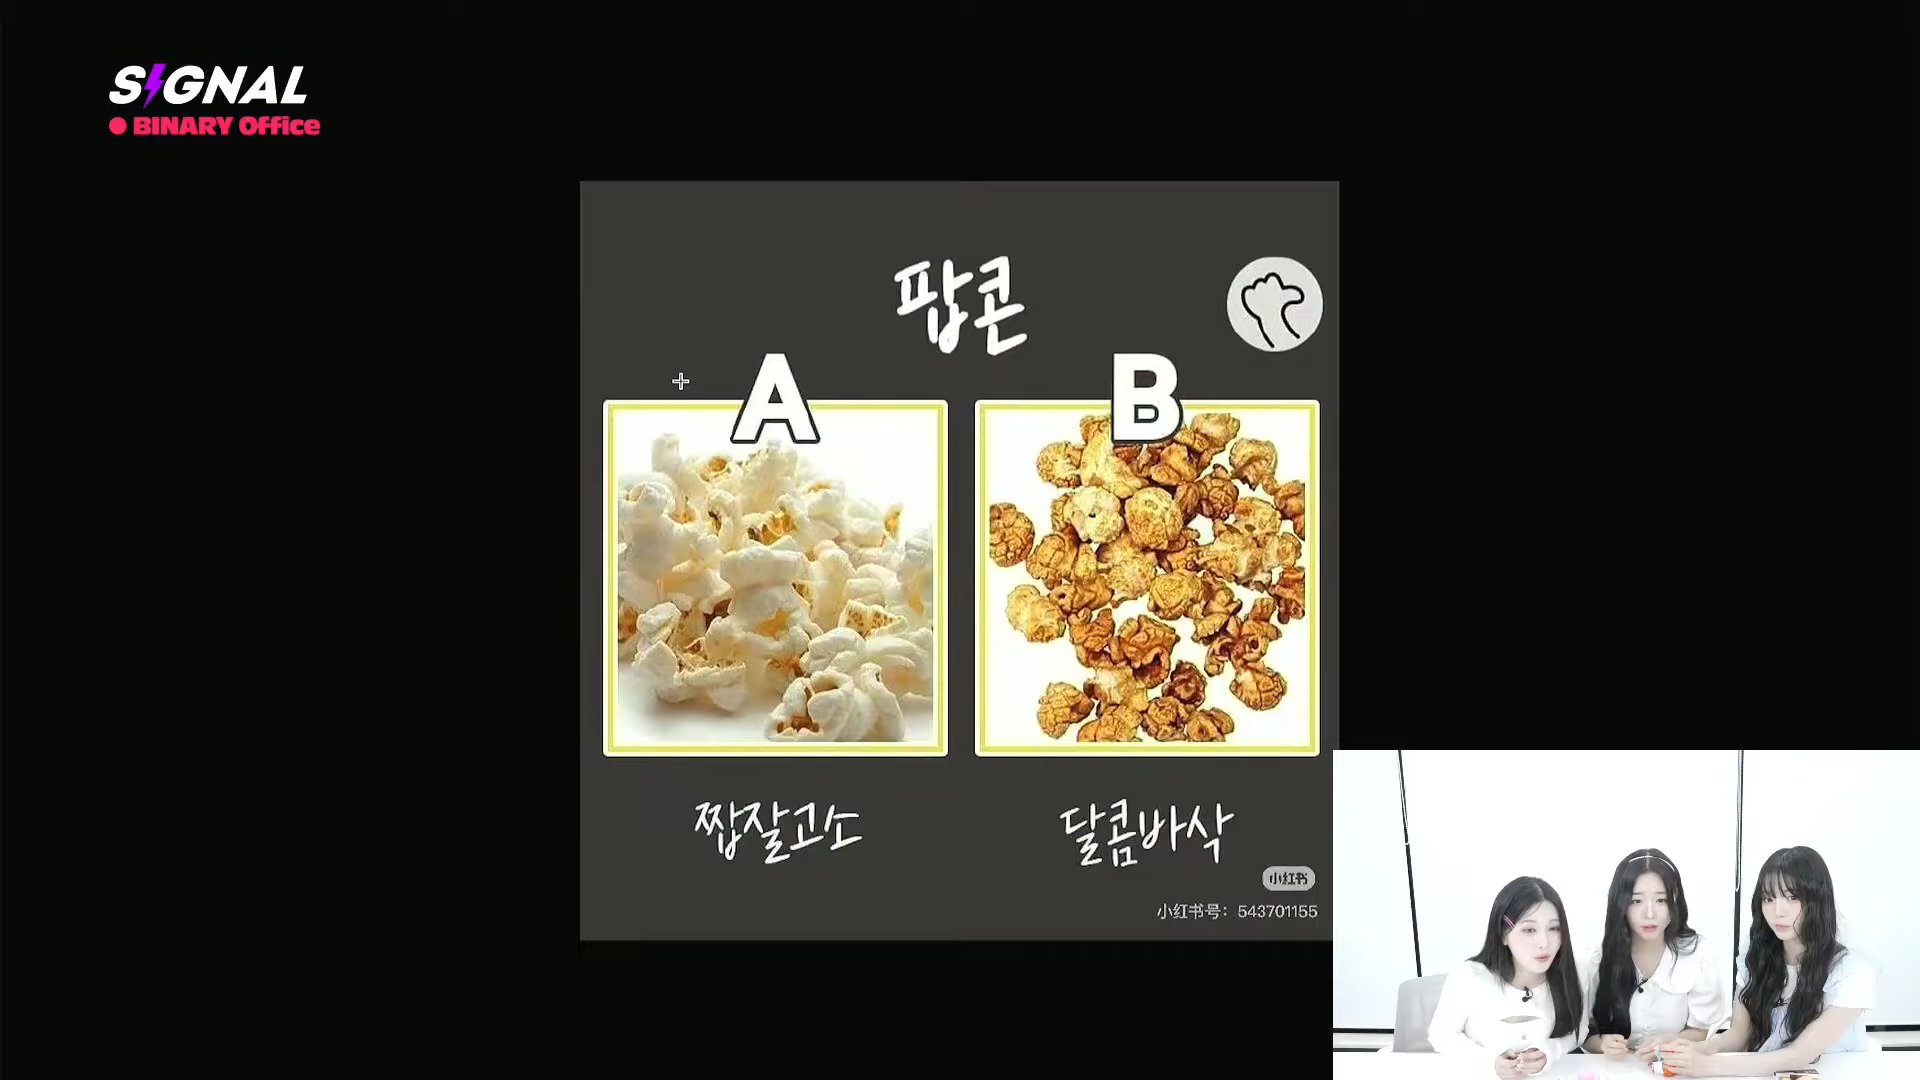 SIGNAL
BINARY Office
팝콘
A
B
짭잘고소
달콤바삭
小红书
小红书号: 543701155